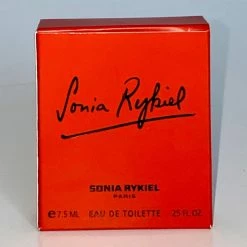 Sonia Rykiel
SONIA RYKIEL
PARIS
e 7.5 ML EAU DE TOILETTE .25 FL.OZ